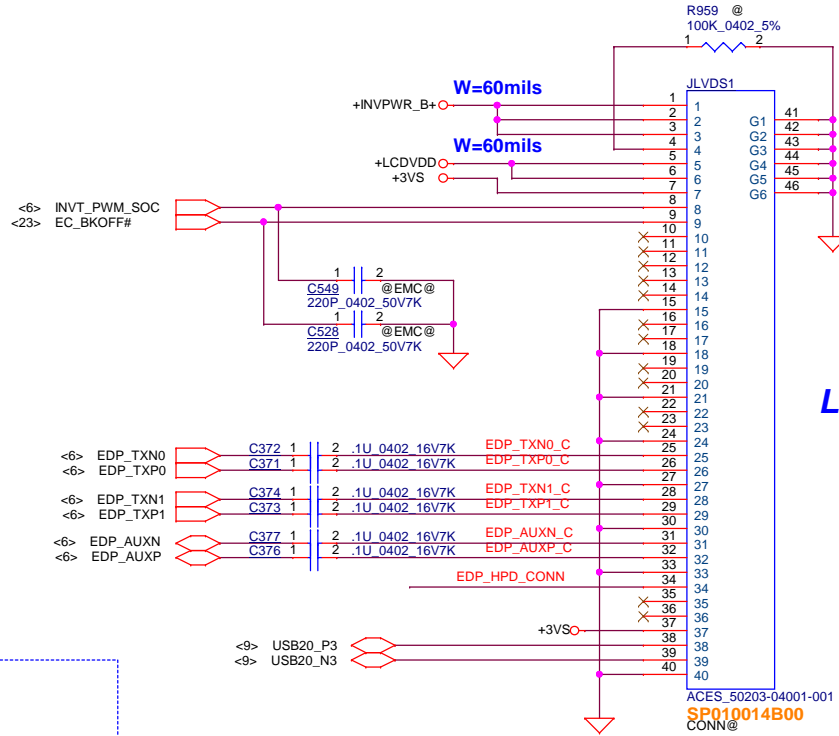 R959 @
100K_0402_5%
1 2
JLVDS1
W=60mils
+INVPWR_B+
W=60mils
+LCDVDD
+3VS
<6> INVT_PWM_SOC
<23> EC_BKOFF#
1 2
C549 @EMC@
220P_0402_50V7K
1 2
C528 @EMC@
220P_0402_50V7K
<6> EDP_TXN0 C372 1 2 .1U_0402_16V7K EDP_TXN0_C
<6> EDP_TXP0 C371 1 2 .1U_0402_16V7K EDP_TXP0_C
<6> EDP_TXN1 C374 1 2 .1U_0402_16V7K EDP_TXN1_C
<6> EDP_TXP1 C373 1 2 .1U_0402_16V7K EDP_TXP1_C
<6> EDP_AUXN C377 1 2 .1U_0402_16V7K EDP_AUXN_C
<6> EDP_AUXP C376 1 2 .1U_0402_16V7K EDP_AUXP_C
EDP_HPD_CONN
+3VS
<9> USB20_P3
<9> USB20_N3
1 1
2 2
3 3
4 4
5 5
6 6
7 7
8 8
9 9
10 10
11 11
12 12
13 13
14 14
15 15
16 16
17 17
18 18
19 19
20 20
21 21
22 22
23 23
24 24
25 25
26 26
27 27
28 28
29 29
30 30
31 31
32 32
33 33
34 34
35 35
36 36
37 37
38 38
39 39
40 40
G1 41
G2 42
G3 43
G4 44
G5 45
G6 46
L
ACES_50203-04001-001
SP010014B00
CONN@